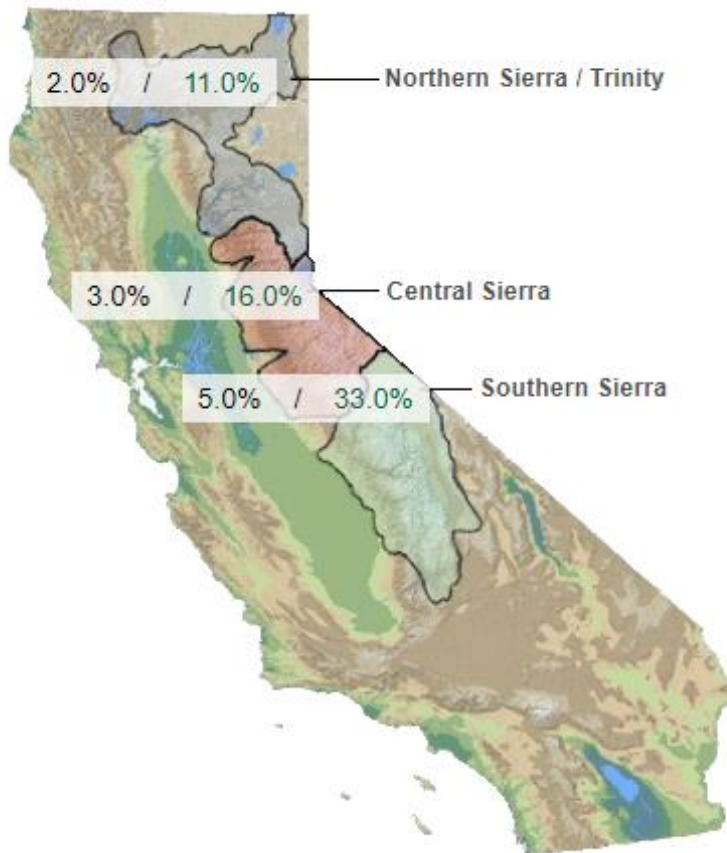 2.0% / 11.0% Northern Sierra / Trinity
3.0% / 16.0% Central Sierra
5.0% / 33.0% Southern Sierra